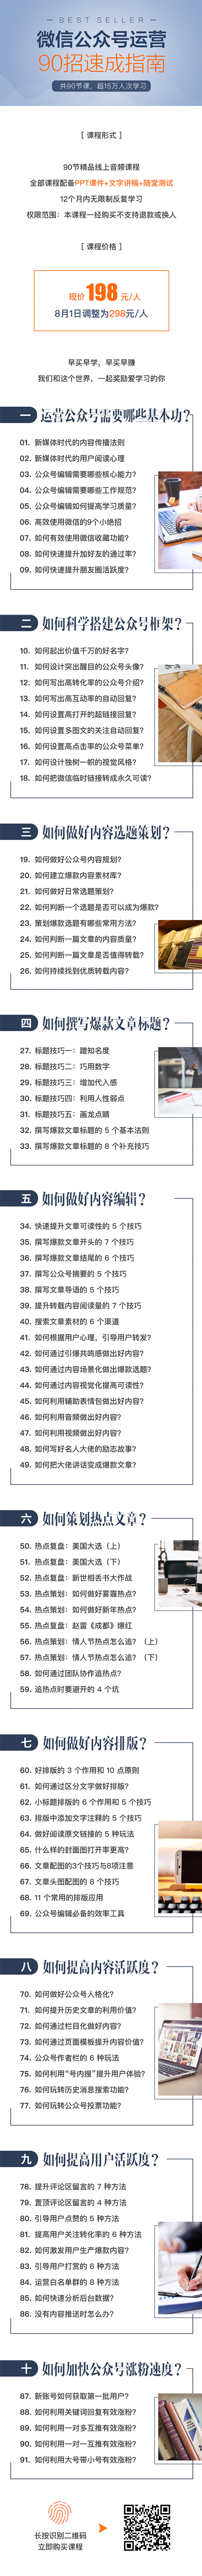 BEST SELLER
微信公众号运营
90招速成指南
共90节课，超15万人次学习
[ 课程形式 ]
90节精品线上音频课程
全部课程配备PPT课件+文字讲稿+随堂测试
12个月内无限制反复学习
权限范围：本课程一经购买不支持退款或换人
[ 课程价格 ]
现价198元/人
8月1日调整为298元/人
早买早学，早买早赚
我们和这个世界，一起奖励爱学习的你
一 运营公众号需要哪些基本功？
01. 新媒体时代的内容传播法则
02. 新媒体时代的用户阅读心理
03. 公众号编辑需要哪些核心能力？
04. 公众号编辑需要哪些工作规范？
05. 公众号编辑如何提高学习质量？
06. 高效使用微信的9个小绝招
07. 如何有效使用微信收藏功能？
08. 如何快速提升加好友的通过率？
09. 如何快速提升朋友圈活跃度？
二 如何科学搭建公众号框架？
10. 如何起出价值千万的好名字？
11. 如何设计突出醒目的公众号头像？
12. 如何写出高转化率的公众号介绍？
13. 如何写出高互动率的自动回复？
14. 如何设置高打开的超链接回复？
15. 如何设置多图文的关注自动回复？
16. 如何设置高点击率的公众号菜单？
17. 如何设计独树一帜的视觉风格？
18. 如何把微信临时链接转成永久可读？
三 如何做好内容选题策划？
19. 如何做好公众号内容规划？
20. 如何建立爆款内容素材库？
21. 如何做好日常选题策划？
22. 如何判断一个选题是否可以成为爆款？
23. 策划爆款选题有哪些常用方法？
24. 如何判断一篇文章的内容质量？
25. 如何判断一篇文章是否值得转载？
26. 如何持续找到优质转载内容？
四 如何撰写爆款文章标题？
27. 标题技巧一：蹭知名度
28. 标题技巧二：巧用数字
29. 标题技巧三：增加代入感
30. 标题技巧四：利用人性弱点
31. 标题技巧五：画龙点睛
32. 撰写爆款文章标题的 5 个基本法则
33. 撰写爆款文章标题的 8 个补充技巧
五 如何做好内容编辑？
34. 快速提升文章可读性的 5 个技巧
35. 撰写爆款文章开头的 7 个技巧
36. 撰写爆款文章结尾的 6 个技巧
37. 撰写公众号摘要的 5 个技巧
38. 撰写文章导语的 5 个技巧
39. 提升转载内容阅读量的 7 个技巧
40. 搜索文章素材的 6 个渠道
41. 如何根据用户心理，引导用户转发？
42. 如何通过引爆共鸣感做出好内容？
43. 如何通过内容场景化做出爆款选题？
44. 如何通过内容视觉化提高可读性？
45. 如何利用辅助表情包做出好内容？
46. 如何利用音频做出好内容？
47. 如何利用视频做出好内容？
48. 如何写好名人大佬的励志故事？
49. 如何把大佬讲话变成爆款文章？
六 如何策划热点文章？
50. 热点复盘：美国大选（上）
51. 热点复盘：美国大选（下）
52. 热点复盘：新世相丢书大作战
53. 热点策划：如何做好雾霾热点？
54. 热点策划：如何做好新年热点？
55. 热点复盘：赵雷《成都》爆红
56. 热点策划：情人节热点怎么追？（上）
57. 热点策划：情人节热点怎么追？（下）
58. 如何通过团队协作追热点？
59. 追热点时要避开的 4 个坑
七 如何做好内容排版？
60. 好排版的 3 个作用和 10 点原则
61. 如何通过区分文字做好排版？
62. 小标题排版的 6 个作用和 5 个技巧
63. 排版中添加文字注释的 5 个技巧
64. 做好阅读原文链接的 5 种玩法
65. 什么样的封面图打开率更高？
66. 文章配图的3个技巧与8项注意
67. 文章头图配图的 8 个技巧
68. 11 个常用的排版应用
69. 公众号编辑必备的效率工具
八 如何提高内容活跃度？
70. 如何做好公众号人格化？
71. 如何提升历史文章的利用价值？
72. 如何通过栏目化做好内容？
73. 如何通过页面模板提升内容价值？
74. 公众号作者栏的 6 种玩法
75. 如何利用“号内搜”提升用户体验？
76. 如何玩转历史消息搜索功能？
77. 如何玩转公众号投票功能？
九 如何提高用户活跃度？
78. 提升评论区留言的 7 种方法
79. 置顶评论区留言的 4 种方法
80. 引导用户点赞的 5 种方法
81. 提高用户关注转化率的 6 种方法
82. 如何激发用户生产爆款内容？
83. 引导用户打赏的 6 种方法
84. 运营白名单群的 8 种方法
85. 如何快速分析后台数据？
86. 没有内容推送时怎么办？
十 如何加快公众号涨粉速度？
87. 新账号如何获取第一批用户？
88. 如何利用关键词回复有效涨粉？
89. 如何利用一对多互推有效涨粉？
90. 如何利用一对一互推有效涨粉？
91. 如何利用大号带小号有效涨粉？
长按识别二维码
立即购买课程